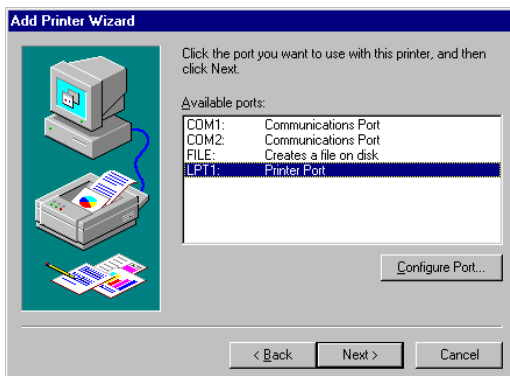 Add Printer Wizard
Click the port you want to use with this printer, and then
click Next.
Available ports:
COM1: Communications Port
COM2: Communications Port
FILE: Creates a file on disk
LPT1: Printer Port
Configure Port...
< Back Next > Cancel